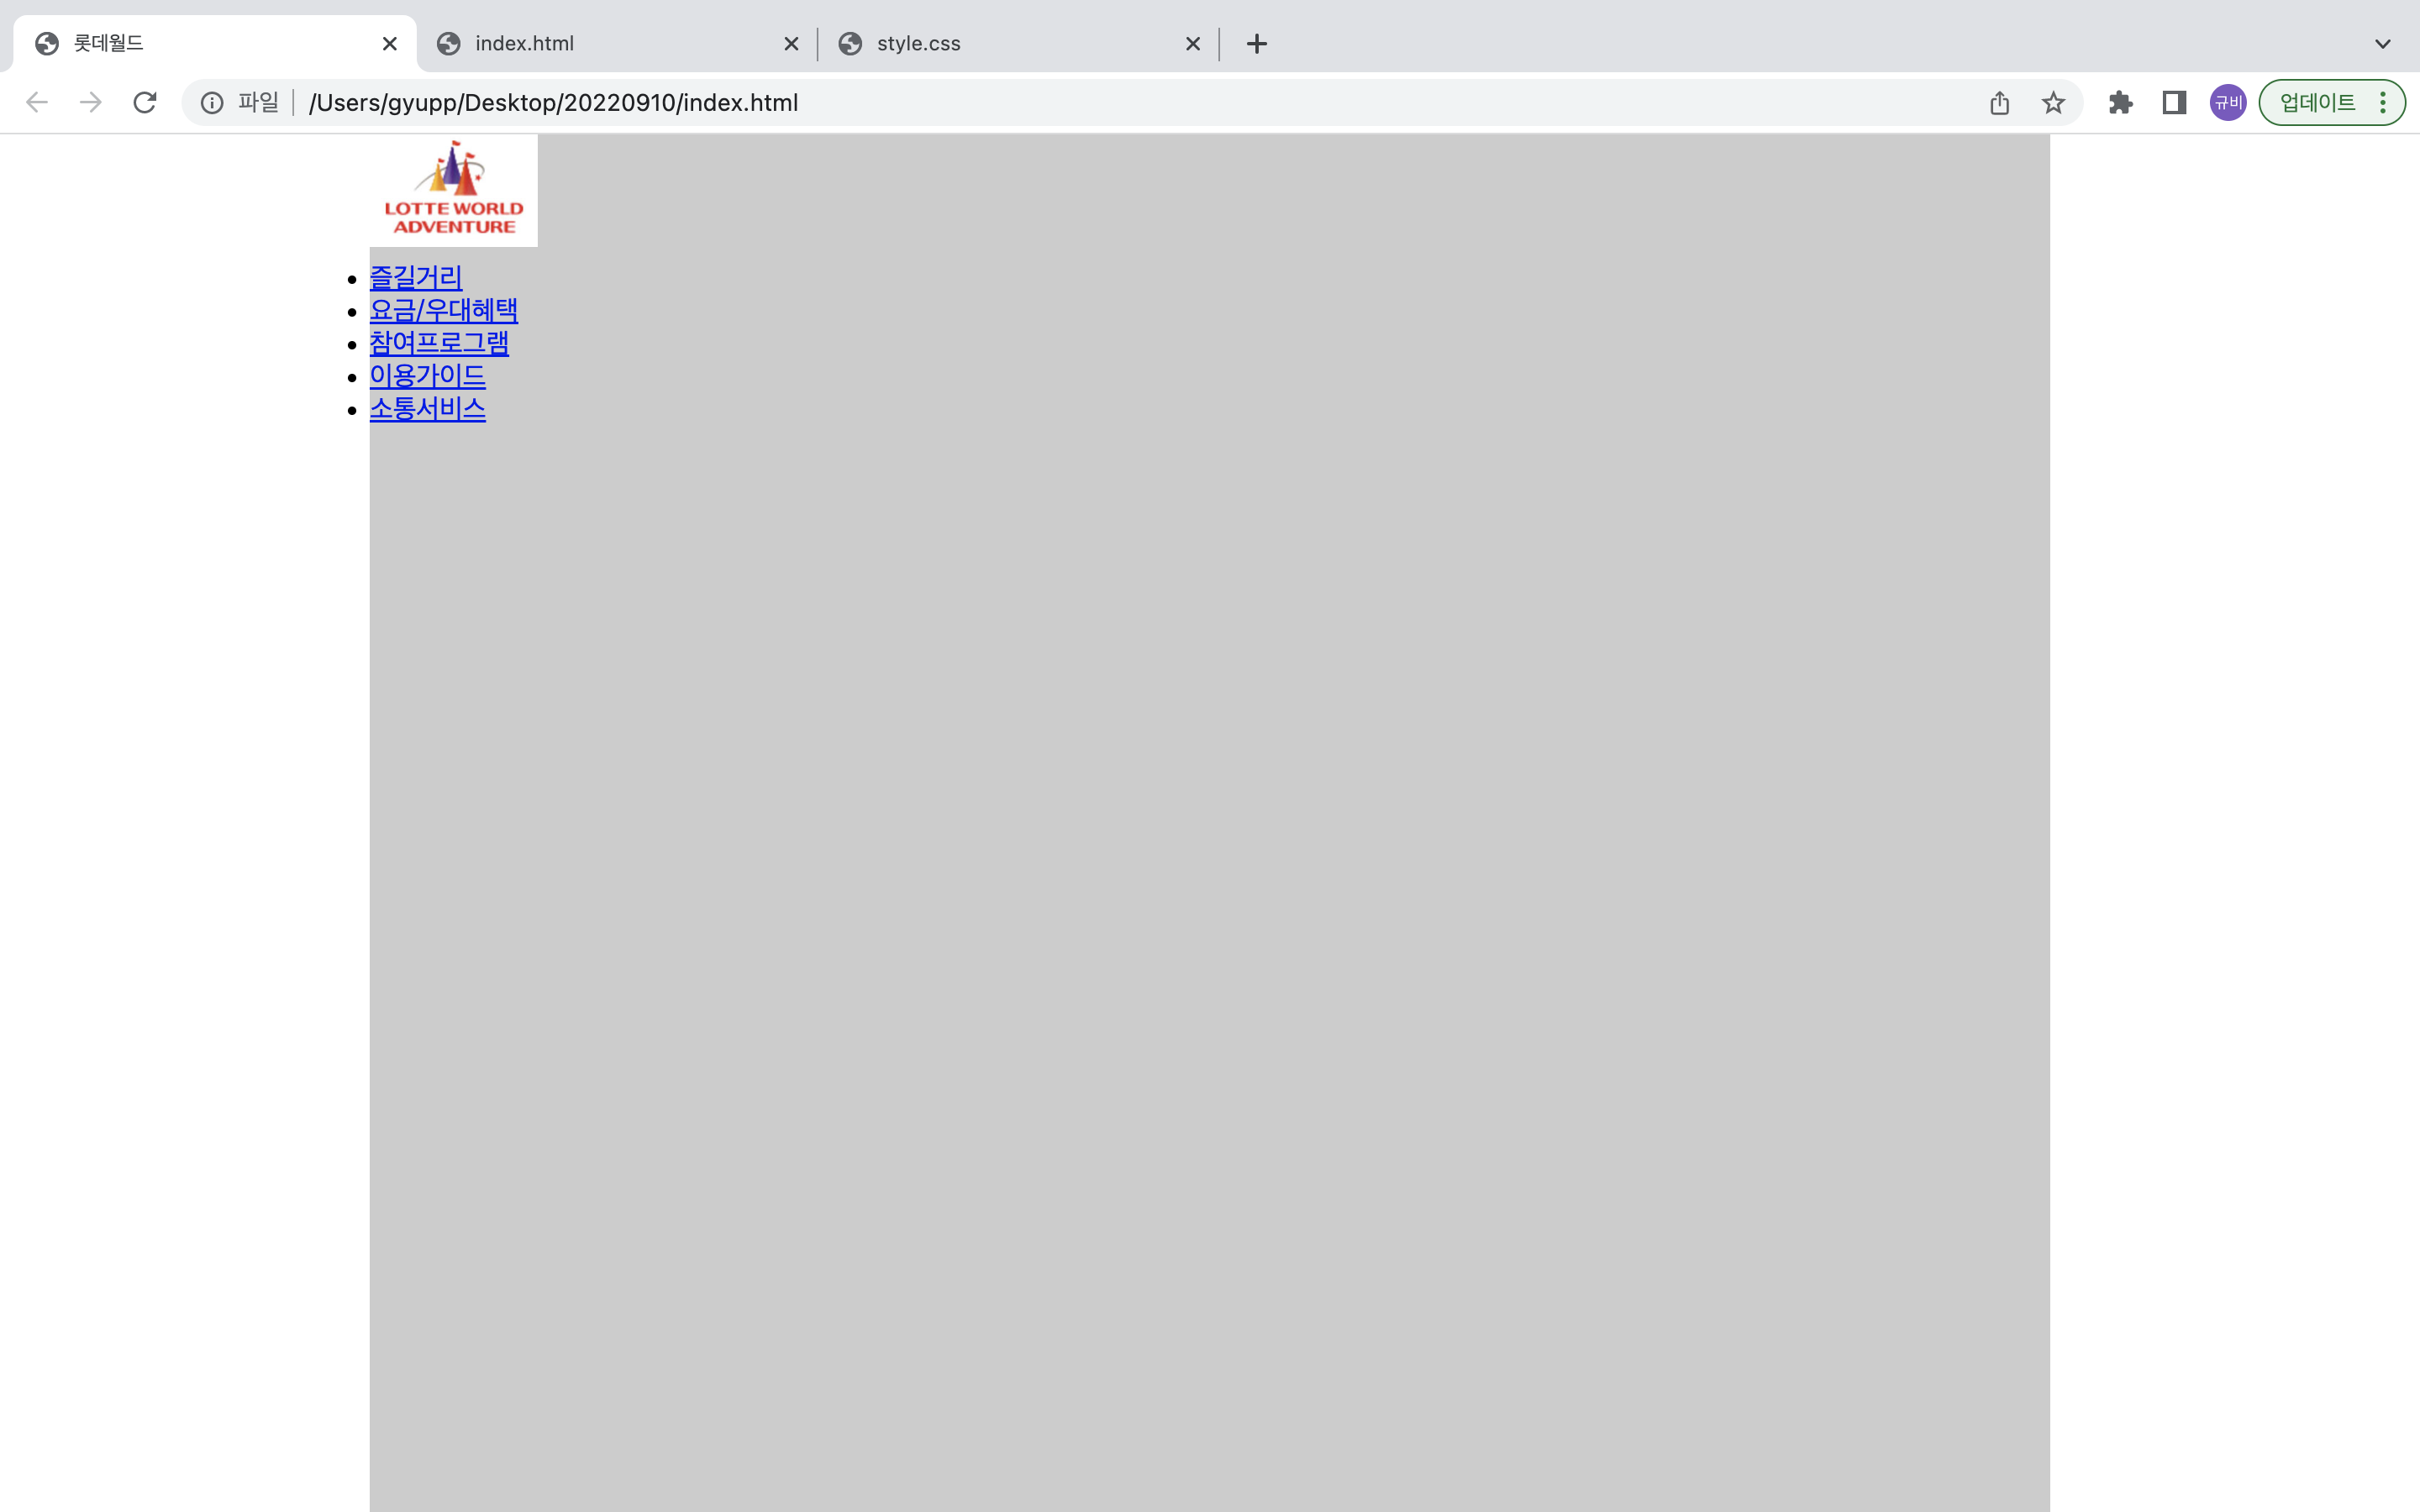 롯데월드
index.html
style.css
파일
/Users/gyupp/Desktop/20220910/index.html
규비
업데이트
LOTTE WORLD
ADVENTURE
즐길거리
요금/우대혜택
참여프로그램
이용가이드
소통서비스